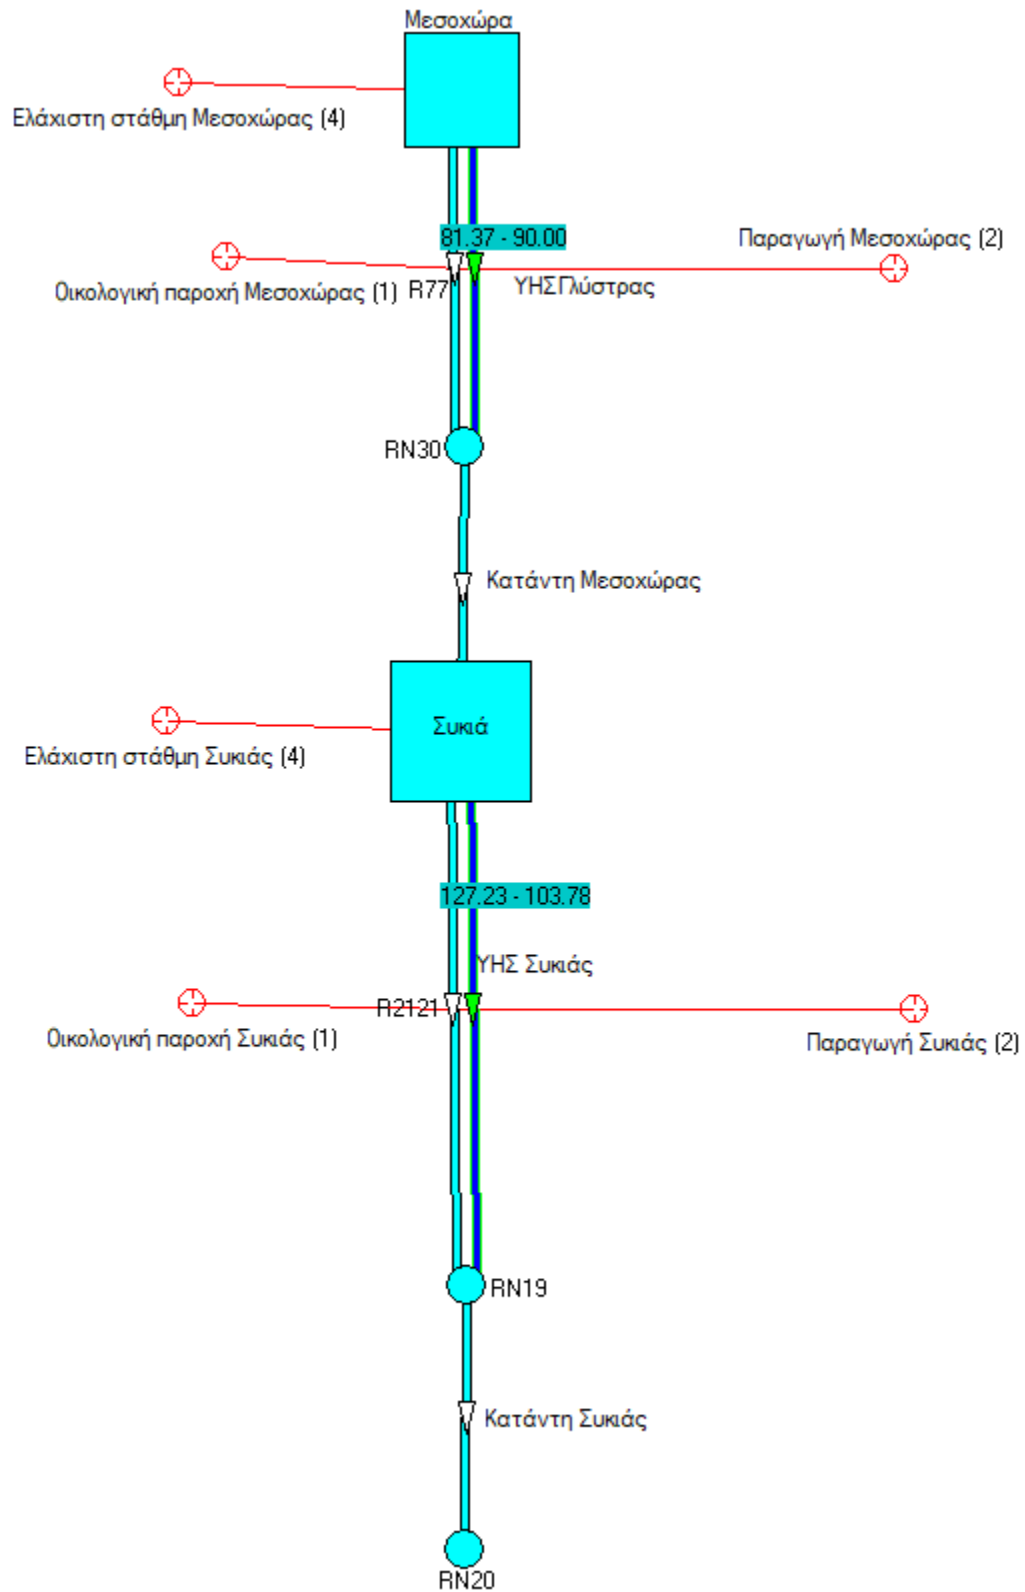 Μεσοχώρα
Ελάχιστη στάθμη Μεσοχώρας (4)
81.37 - 90.00
Παραγωγή Μεσοχώρας (2)
Οικολογική παροχή Μεσοχώρας (1)
R77
ΥΗΣΓλύστρας
RN30
Κατάντη Μεσοχώρας
Συκιά
Ελάχιστη στάθμη Συκιάς (4)
127.23 - 103.78
ΥΗΣ Συκιάς
R2121
Οικολογική παροχή Συκιάς (1)
Παραγωγή Συκιάς (2)
RN19
Κατάντη Συκιάς
RN20